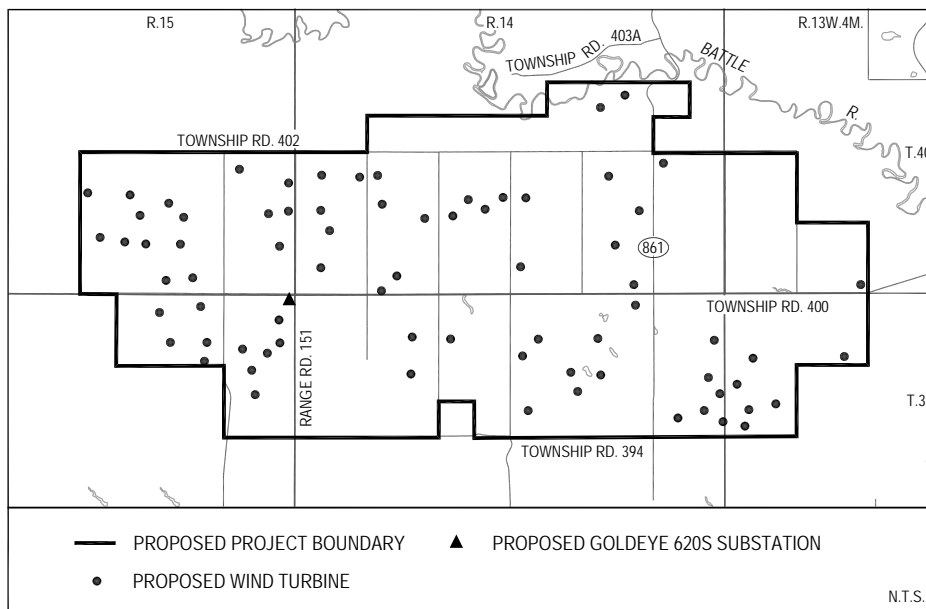 R.15
R.14
R.13W.4M.
TOWNSHIP RD. 403A
BATTLE
R.
TOWNSHIP RD. 402
T.40
861
TOWNSHIP RD. 400
RANGE RD. 151
T.3
TOWNSHIP RD. 394
PROPOSED PROJECT BOUNDARY
PROPOSED GOLDEYE 620S SUBSTATION
PROPOSED WIND TURBINE
N.T.S.